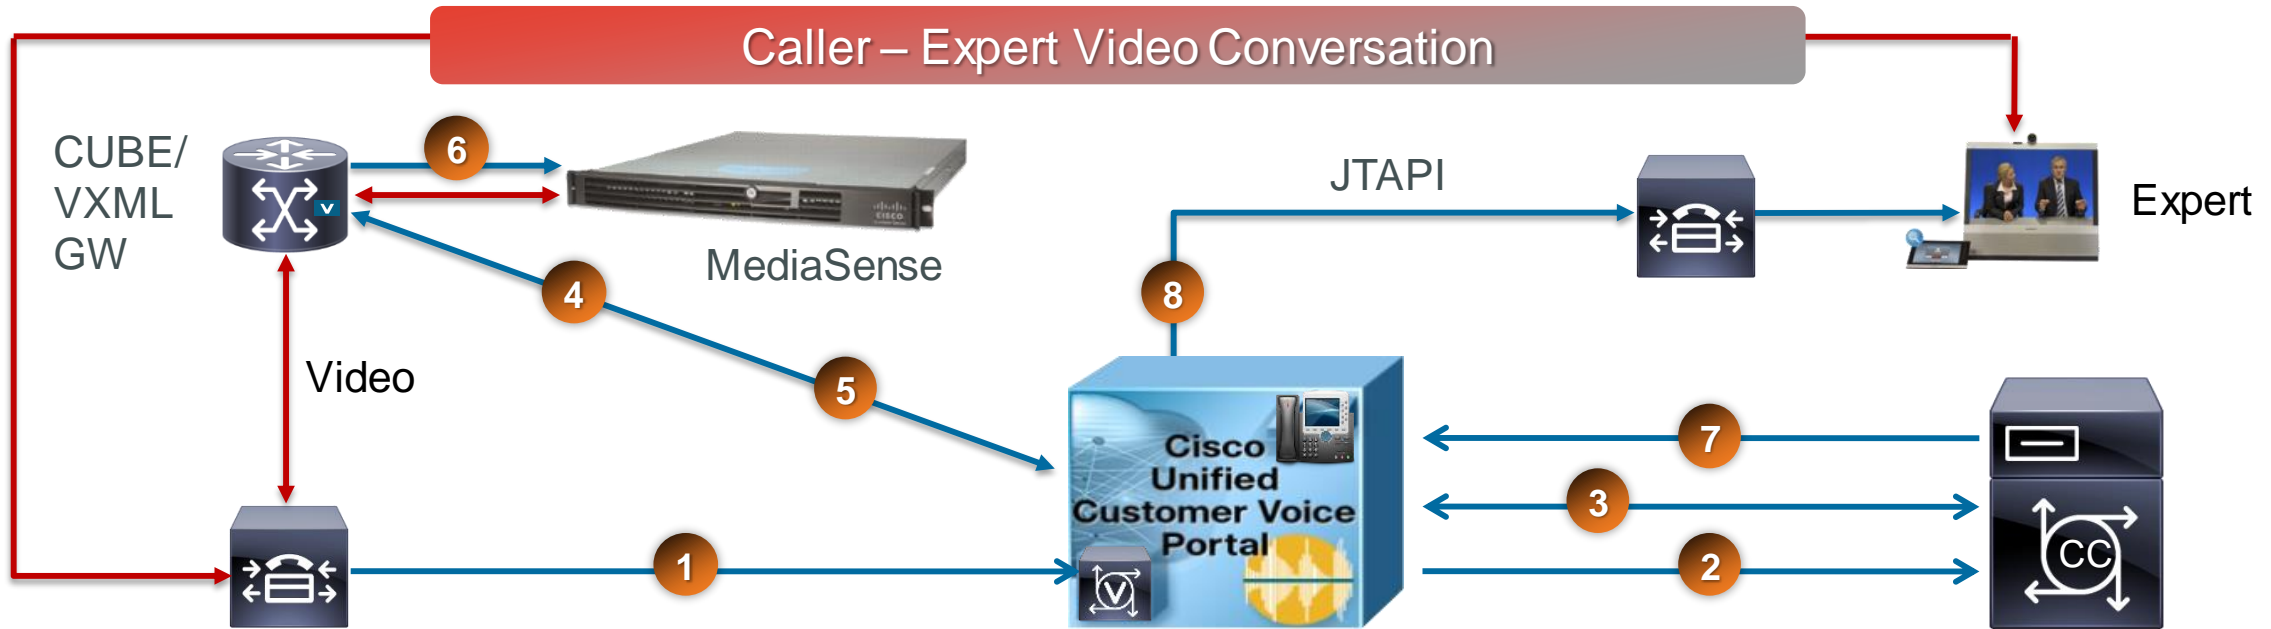 Caller – Expert Video Conversation
CUBE/
VXML
GW
6
CISCO
MediaSense
JTAPI
Expert
V
4
8
5
Video
7
Cisco
Unified
Customer Voice
Portal
3
1
2
V
CC